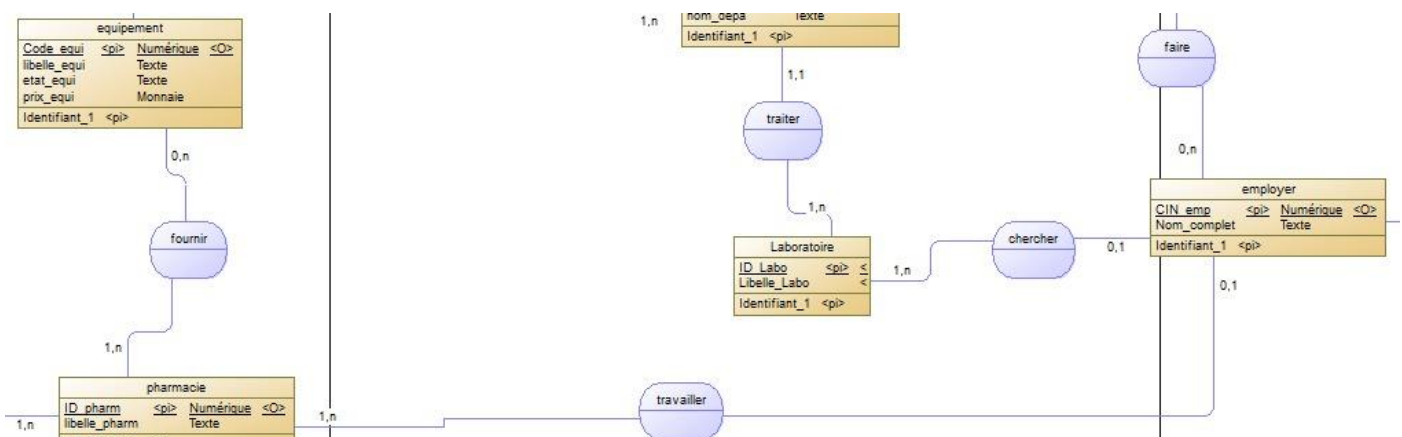 equipement
Code_equi <pi> Numérique <O>
libelle_equi Texte
etat_equi Texte
prix_equi Monnaie
Identifiant_1 <pi>
0,n
fournir
1,n
pharmacie
ID_pharm <pi> Numérique <O>
libelle_pharm Texte
1,n
1,n
travailler
1,n
nom_depa Texte
Identifiant_1 <pi>
1,1
traiter
1,n
Laboratoire
ID_Labo <pi> <
Libelle_Labo <
Identifiant_1 <pi>
1,n
chercher
0,1
faire
0,n
employer
CIN_emp <pi> Numérique <O>
Nom_complet Texte
Identifiant_1 <pi>
0,1